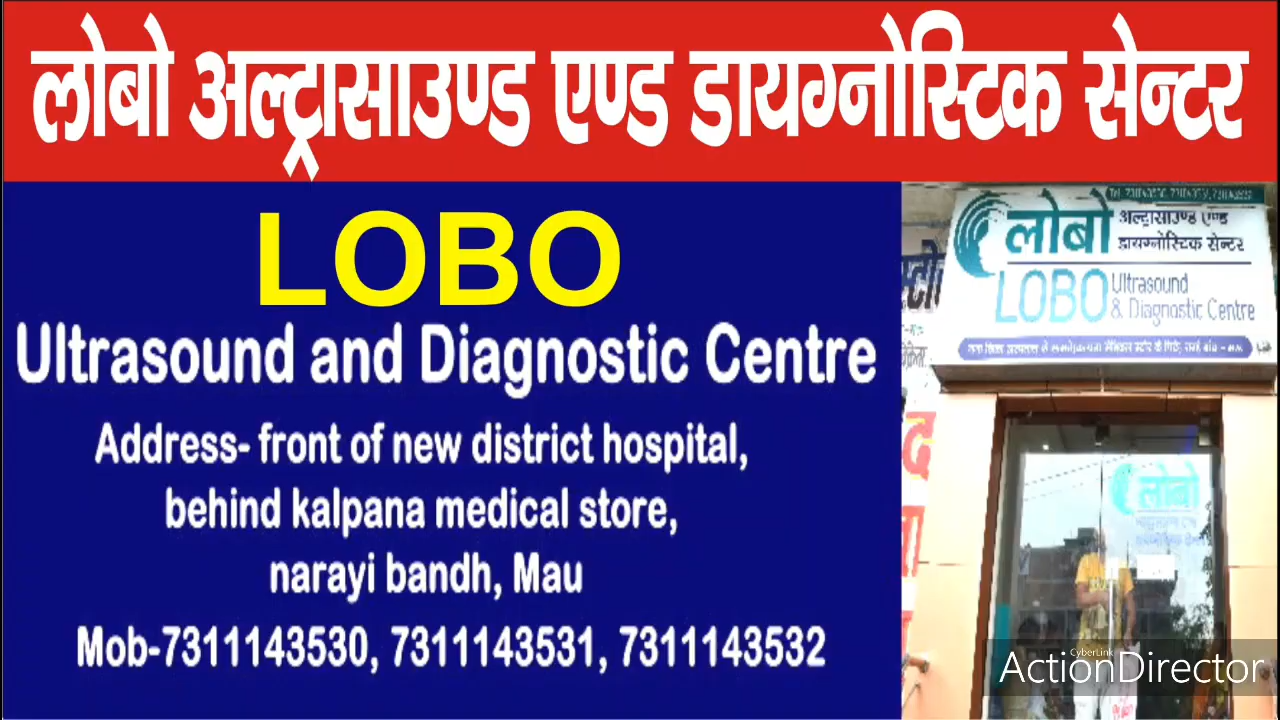 लोबो अल्ट्रासाउण्ड एण्ड डायग्नोस्टिक सेन्टर
LOBO
Ultrasound and Diagnostic Centre
Address- front of new district hospital,
behind kalpana medical store,
narayi bandh, Mau
Mob-7311143530, 7311143531, 7311143532
लोबो
अल्ट्रासाउण्ड एण्ड
डायग्नोस्टिक सेन्टर
LOBO
Ultrasound
& Diagnostic Centre
लोबो
CyberLink
ActionDirector